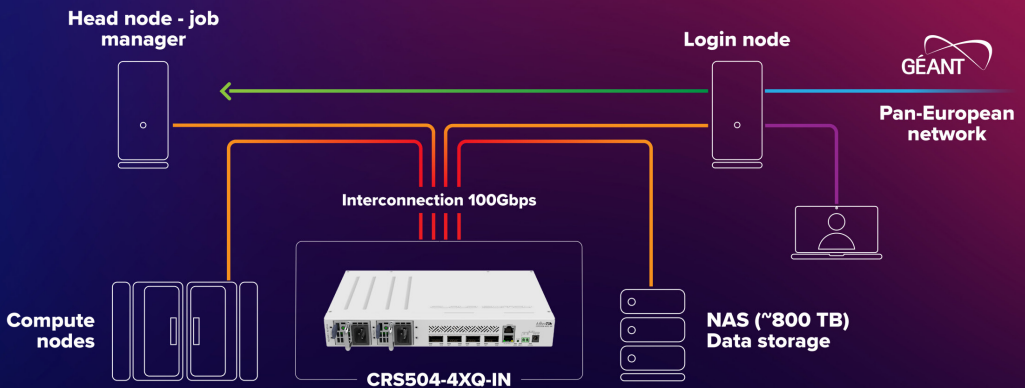 Head node - job
manager
Login node
GÉANT
Pan-European
network
Interconnection 100Gbps
Compute
nodes
NAS (~800 TB)
Data storage
CRS504-4XQ-IN